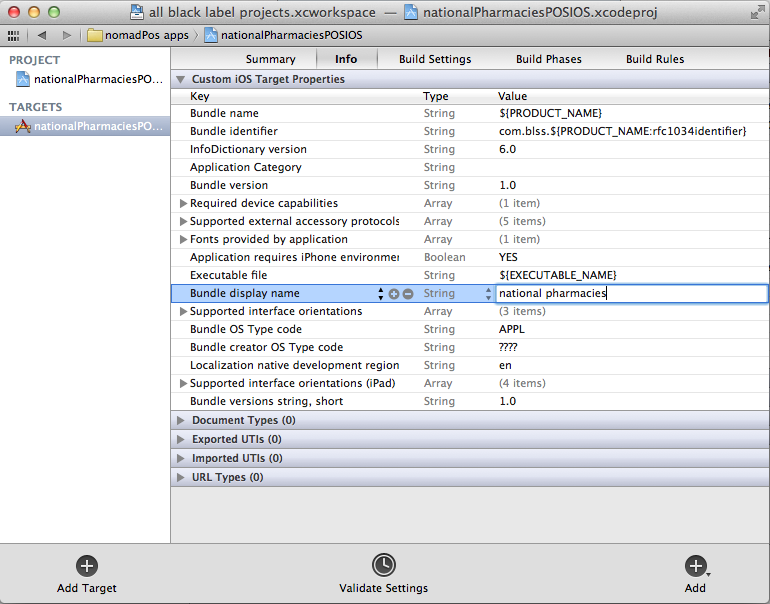 all black label projects.xcworkspace — nationalPharmaciesPOSIOS.xcodeproj
nomadPos apps nationalPharmaciesPOSIOS
PROJECT
nationalPharmaciesPO...
TARGETS
nationalPharmaciesPO...
Summary Info Build Settings Build Phases Build Rules
Custom iOS Target Properties
Key Type Value
Bundle name String ${PRODUCT_NAME}
Bundle identifier String com.blss.${PRODUCT_NAME:rfc1034identifier}
InfoDictionary version String 6.0
Application Category String
Bundle version String 1.0
Required device capabilities Array (1 item)
Supported external accessory protocols Array (5 items)
Fonts provided by application Array (1 item)
Application requires iPhone environmer Boolean YES
Executable file String ${EXECUTABLE_NAME}
Bundle display name String national pharmacies
Supported interface orientations Array (3 items)
Bundle OS Type code String APPL
Bundle creator OS Type code String ????
Localization native development region String en
Supported interface orientations (iPad) Array (4 items)
Bundle versions string, short String 1.0
Document Types (0)
Exported UTIs (0)
Imported UTIs (0)
URL Types (0)
Add Target Validate Settings Add